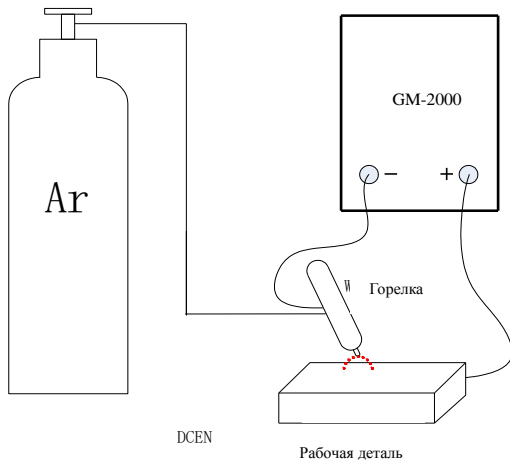 GM-2000
− +
Ar
W Горелка
DCEN
Рабочая деталь